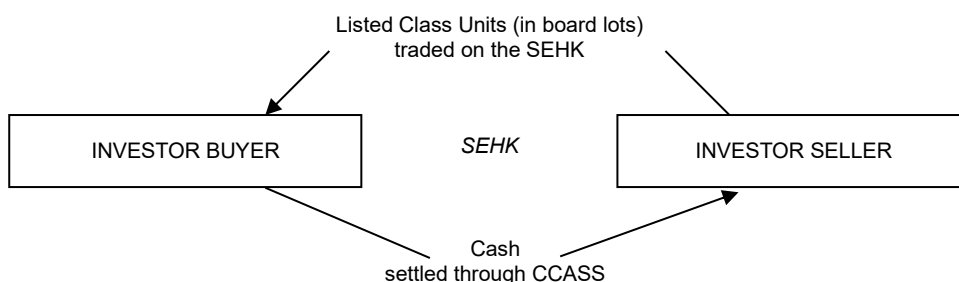 Listed Class Units (in board lots)
traded on the SEHK
INVESTOR BUYER
SEHK
INVESTOR SELLER
Cash
settled through CCASS